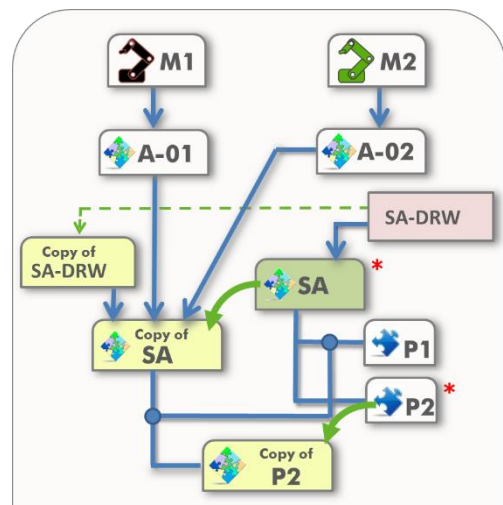 M1
M2
A-01
A-02
SA-DRW
Copy of
SA-DRW
*
SA
Copy of
SA
P1
*
P2
Copy of
P2